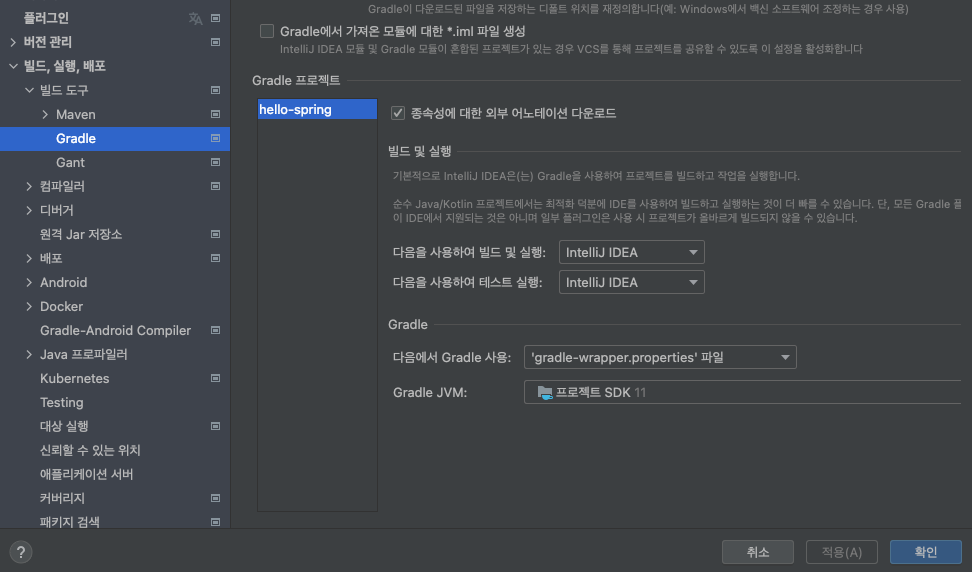 플러그인
버전 관리
빌드, 실행, 배포
빌드 도구
Maven
Gradle
Gant
컴파일러
디버거
원격 Jar 저장소
배포
Android
Docker
Gradle-Android Compiler
Java 프로파일러
Kubernetes
Testing
대상 실행
신뢰할 수 있는 위치
애플리케이션 서버
커버리지
패키지 검색
Gradle이 다운로드된 파일을 저장하는 디폴트 위치를 재정의합니다(예: Windows에서 백신 소프트웨어 조정하는 경우 사용)
Gradle에서 가져온 모듈에 대한 *.iml 파일 생성
IntelliJ IDEA 모듈 및 Gradle 모듈이 혼합된 프로젝트가 있는 경우 VCS를 통해 프로젝트를 공유할 수 있도록 이 설정을 활성화합니다
Gradle 프로젝트
hello-spring
종속성에 대한 외부 어노테이션 다운로드
빌드 및 실행
기본적으로 IntelliJ IDEA은(는) Gradle을 사용하여 프로젝트를 빌드하고 작업을 실행합니다.
순수 Java/Kotlin 프로젝트에서는 최적화 덕분에 IDE를 사용하여 빌드하고 실행하는 것이 더 빠를 수 있습니다. 단, 모든 Gradle 플
이 IDE에서 지원되는 것은 아니며 일부 플러그인은 사용 시 프로젝트가 올바르게 빌드되지 않을 수 있습니다.
다음을 사용하여 빌드 및 실행: IntelliJ IDEA
다음을 사용하여 테스트 실행: IntelliJ IDEA
Gradle
다음에서 Gradle 사용: 'gradle-wrapper.properties' 파일
Gradle JVM: 프로젝트 SDK 11
? 취소 적용(A) 확인